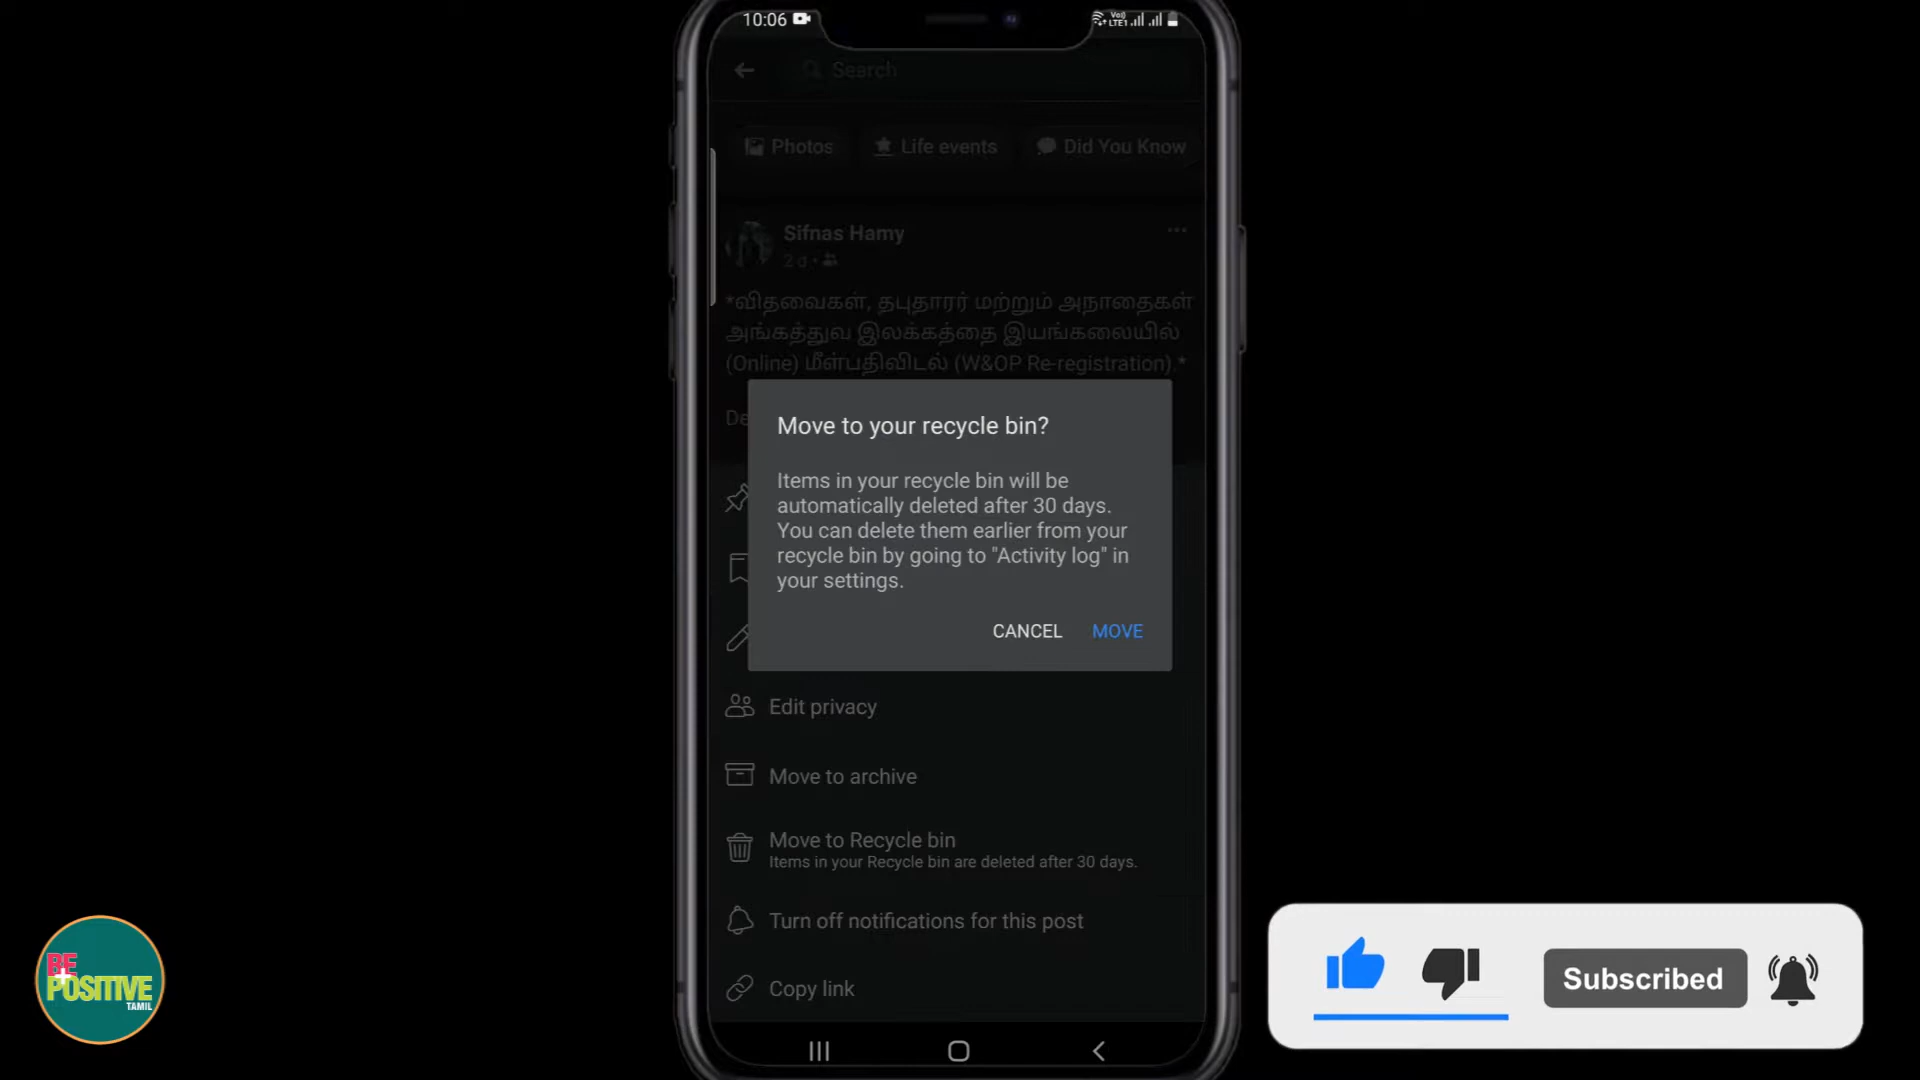 10:06
Vo)
LTE1
Search
Photos
Life events
Did You Know
Sifnas Hamy
2 d
*விதவைகள், தபுதாரர் மற்றும் அநாதைகள்
அங்கத்துவ இலக்கத்தை இயங்கலையில்
(Online) மீள்பதிவிடல் (W&OP Re-registration).*
De
Move to your recycle bin?
Items in your recycle bin will be
automatically deleted after 30 days.
You can delete them earlier from your
recycle bin by going to "Activity log" in
your settings.
CANCEL
MOVE
Edit privacy
Move to archive
Move to Recycle bin
Items in your Recycle bin are deleted after 30 days.
Turn off notifications for this post
Copy link
BE
POSITIVE
TAMIL
Subscribed